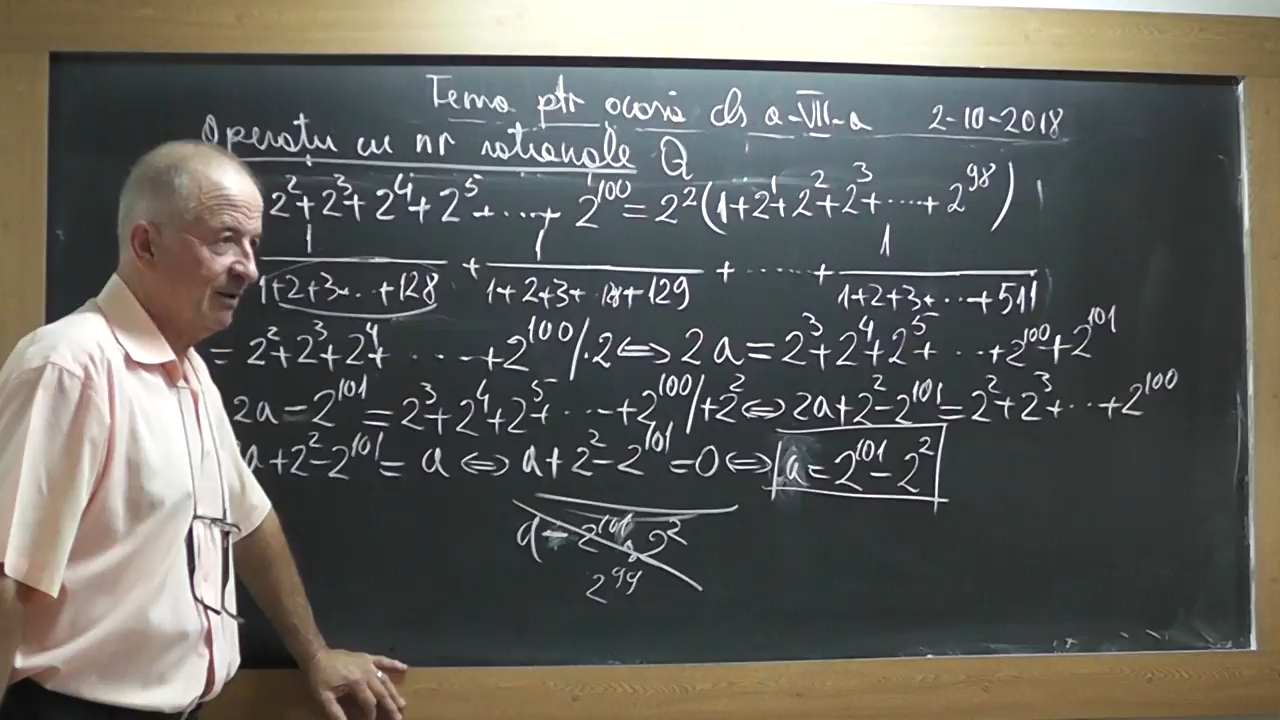 Tema ptr acasă cls a-VII-a 2-10-2018
Operații cu nr raționale Q
2²+2³+2⁴+2⁵+....+ 2¹⁰⁰=2²(1+2¹+2²+2³+....+2⁹⁸)
1/(1+2+3+...+128) + 1/(1+2+3+...128+129) + ......+ 1/(1+2+3+...+511)
= 2²+2³+2⁴+ ....+2¹⁰⁰/·2⇔2a=2³+2⁴+2⁵+...+2¹⁰⁰+2¹⁰¹
2a-2¹⁰¹=2³+2⁴+2⁵+...+2¹⁰⁰/+2²⇔2a+2²-2¹⁰¹=2²+2³+...+2¹⁰⁰
a+2²-2¹⁰¹= a ⇔ a+2²-2¹⁰¹=0⇔ a=2¹⁰¹-2²
2⁹⁹